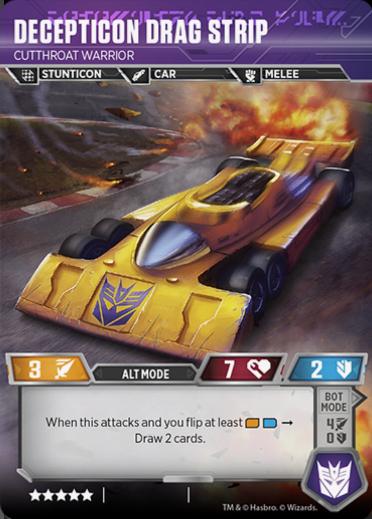 DECEPTICON DRAG STRIP
CUTTHROAT WARRIOR
STUNTICON CAR MELEE
3 ALT MODE 7 2
BOT
MODE
4
0
When this attacks and you flip at least →
Draw 2 cards.
TM & © Hasbro. © Wizards.